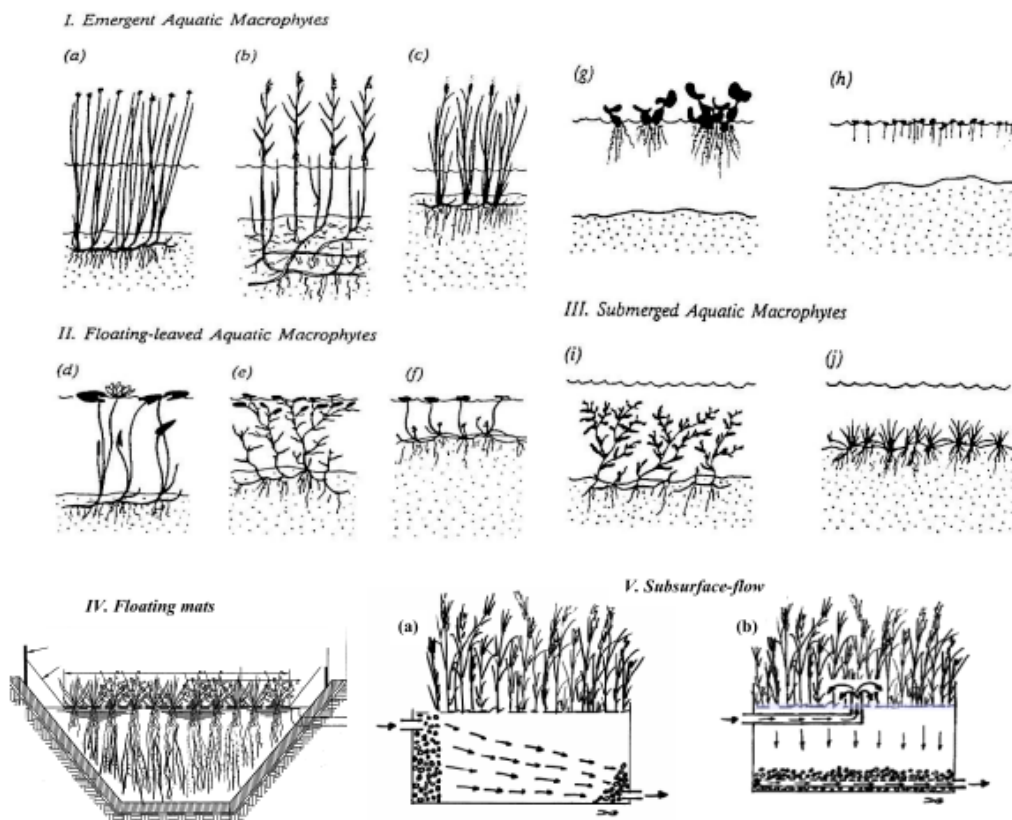 I. Emergent Aquatic Macrophytes
(a)
(b)
(c)
(g)
(h)
II. Floating-leaved Aquatic Macrophytes
(d)
(e)
(f)
III. Submerged Aquatic Macrophytes
(i)
(j)
IV. Floating mats
V. Subsurface-flow
(a)
(b)